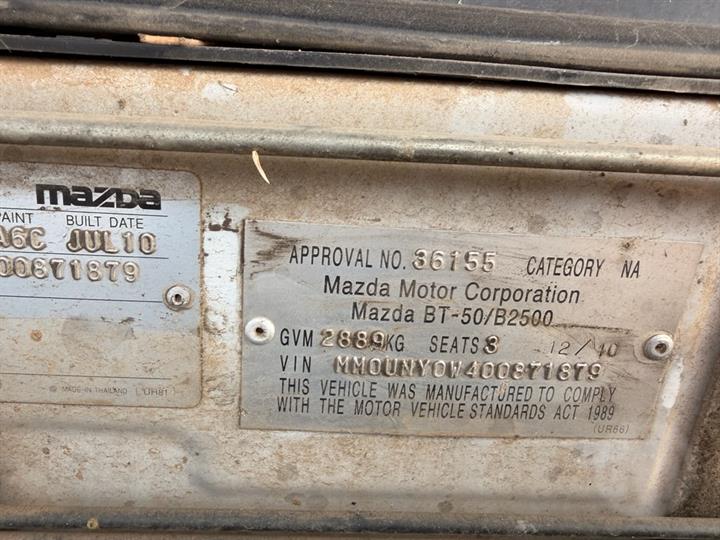 mazda
PAINT BUILT DATE
A6C JUL10
00871879
MADE IN THAILAND (UR81)
APPROVAL NO. 36155 CATEGORY NA
Mazda Motor Corporation
Mazda BT-50/B2500
GVM 2889KG SEATS 3 12/10
VIN MM0UNY0W400871879
THIS VEHICLE WAS MANUFACTURED TO COMPLY
WITH THE MOTOR VEHICLE STANDARDS ACT 1989
(UR66)